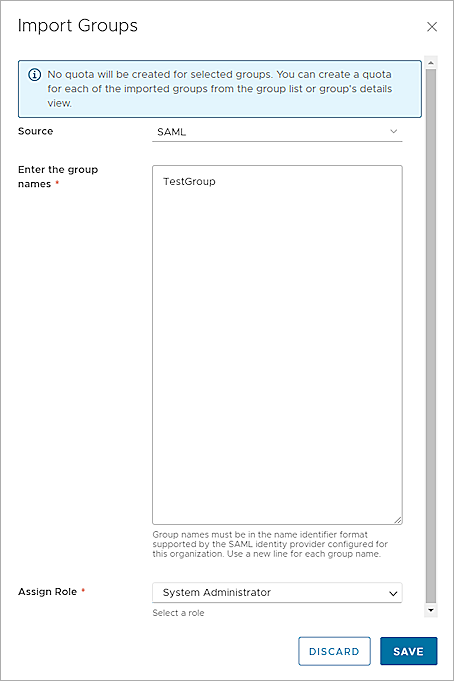 Import Groups
No quota will be created for selected groups. You can create a quota
for each of the imported groups from the group list or group's details
view.
Source
SAML
Enter the group
names *
TestGroup
Group names must be in the name identifier format
supported by the SAML identity provider configured for
this organization. Use a new line for each group name.
Assign Role *
System Administrator
Select a role
DISCARD
SAVE